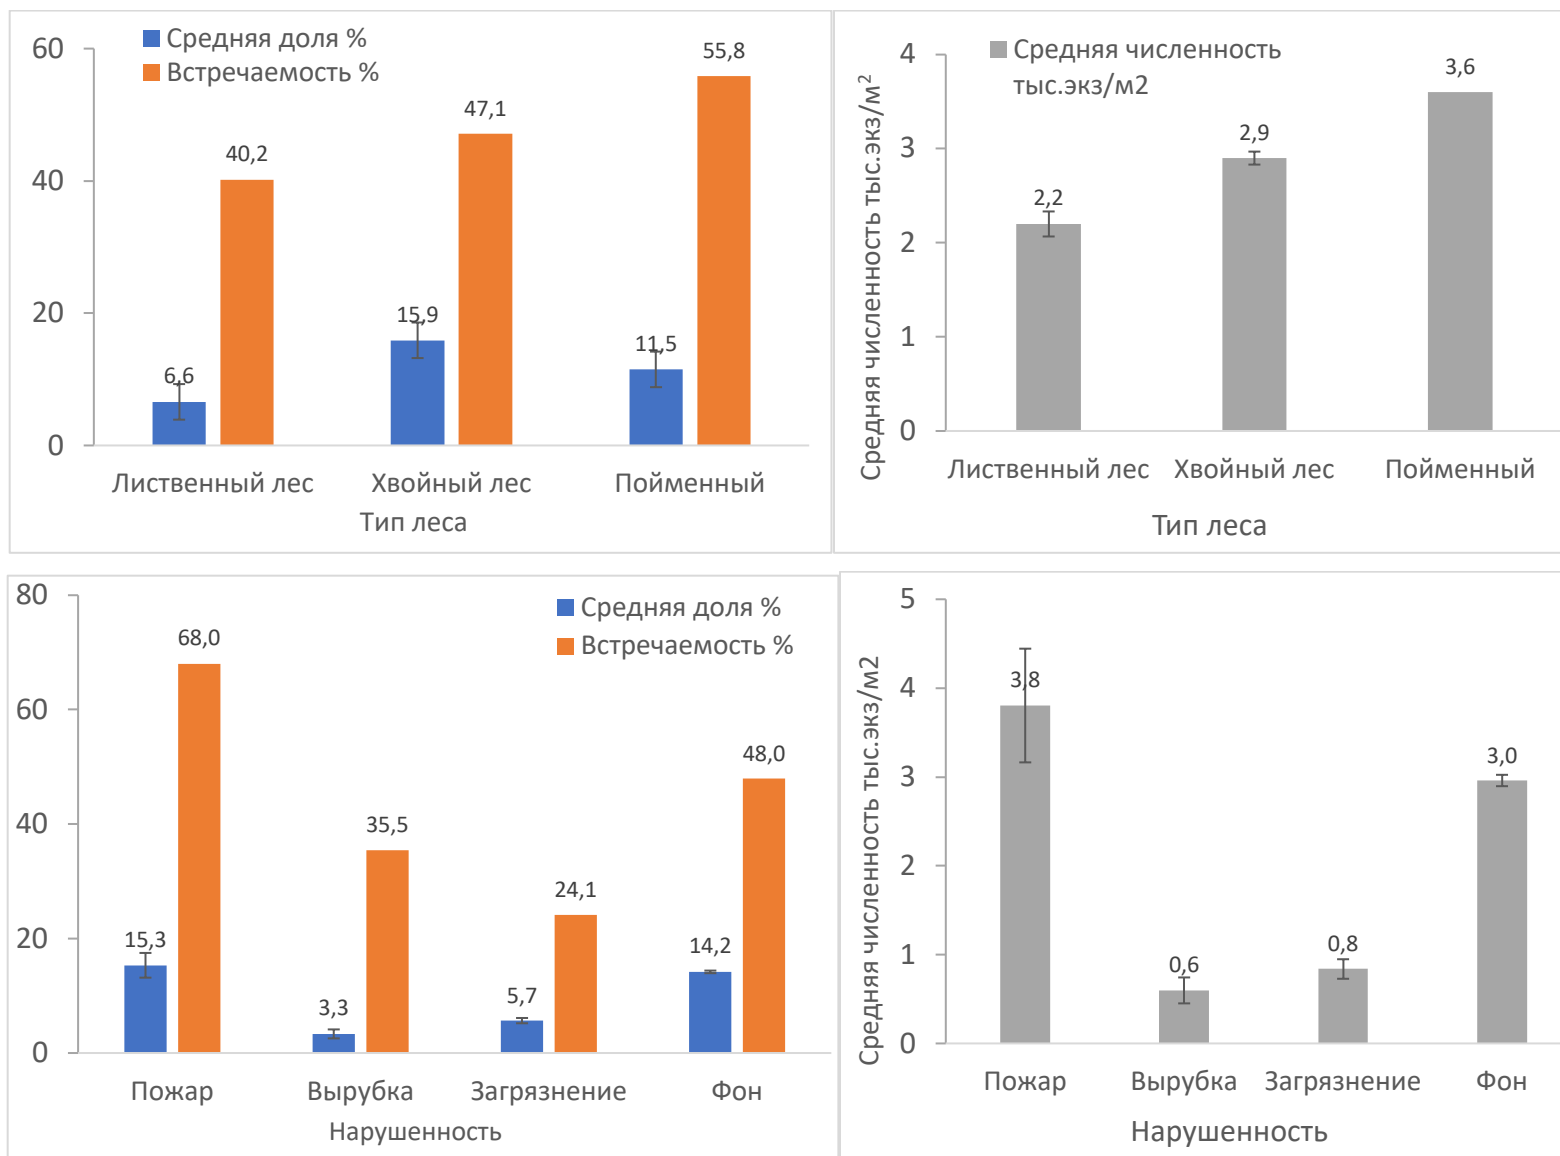 Средняя доля %
Встречаемость %
60
40
20
0
6,6
40,2
15,9
47,1
11,5
55,8
Лиственный лес
Хвойный лес
Пойменный
Тип леса
Средняя численность
тыс.экз/м2
Средняя численность тыс.экз/м²
4
3
2
1
0
2,2
2,9
3,6
Лиственный лес
Хвойный лес
Пойменный
Тип леса
Средняя доля %
Встречаемость %
80
60
40
20
0
15,3
68,0
3,3
35,5
5,7
24,1
14,2
48,0
Пожар
Вырубка
Загрязнение
Фон
Нарушенность
Средняя численность тыс.экз/м2
5
4
3
2
1
0
3,8
0,6
0,8
3,0
Пожар
Вырубка
Загрязнение
Фон
Нарушенность